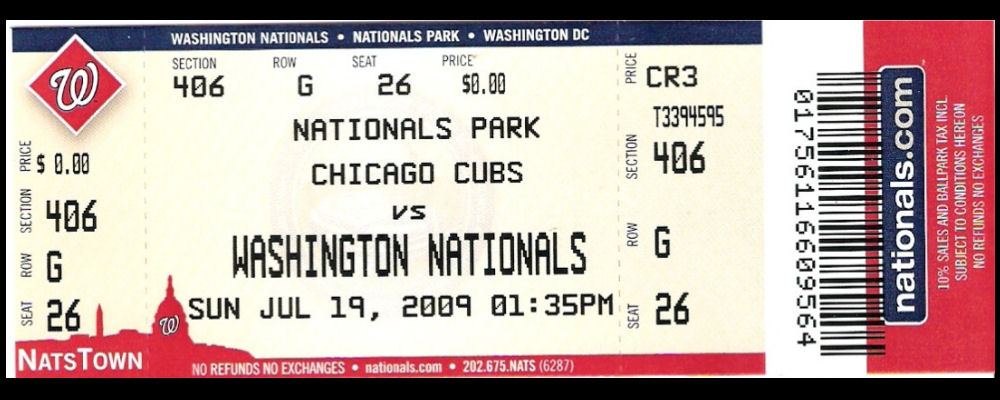 WASHINGTON NATIONALS • NATIONALS PARK • WASHINGTON DC
W
PRICE
$ 0.00
SECTION
406
ROW
G
SEAT
26
SECTION ROW SEAT PRICE
406 G 26 $0.00
NATIONALS PARK
CHICAGO CUBS
VS
WASHINGTON NATIONALS
SUN JUL 19, 2009 01:35PM
W
NATSTOWN
NO REFUNDS NO EXCHANGES • nationals.com • 202.675.NATS (6287)
PRICE
CR3
T3394595
SECTION
406
ROW
G
SEAT
26
01756116609564
nationals.com
10% SALES AND BALLPARK TAX INCL
SUBJECT TO CONDITIONS HEREON
NO REFUNDS NO EXCHANGES